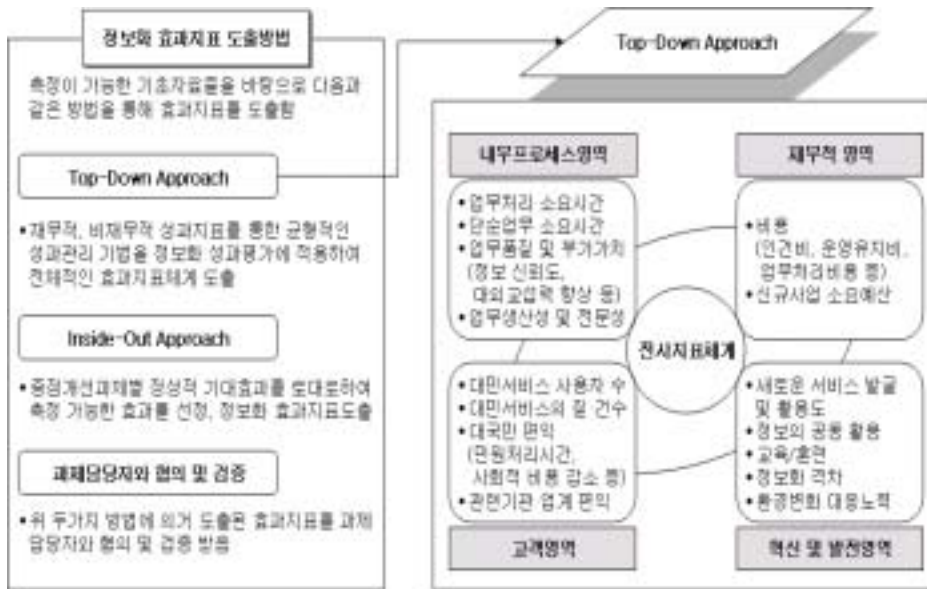 정보화 효과지표 도출방법
측정이 가능한 기초자료들을 바탕으로 다음과
같은 방법을 통해 효과지표를 도출함
Top-Down Approach
• 재무적, 비재무적 성과지표를 통한 균형적인
성과관리 기법을 정보화 성과평가에 적용하여
전체적인 효과지표체계 도출
Inside-Out Approach
• 중점개선과제별 정성적 기대효과를 토대로하여
측정 가능한 효과를 선정, 정보화 효과지표도출
과제담당자와 협의 및 검증
• 위 두가지 방법에 의거 도출된 효과지표를 과제
담당자와 협의 및 검증 받음
Top-Down Approach
내부프로세스영역
• 업무처리 소요시간
• 단순업무 소요시간
• 업무품질 및 부가가치
(정보 신뢰도,
대외교섭력 향상 등)
• 업무생산성 및 전문성
재무적 영역
• 비용
(인건비, 운영유지비,
업무처리비용 등)
• 신규사업 소요예산
전사지표체계
• 대민서비스 사용자 수
• 대민서비스의 질 건수
• 대국민 편익
(민원처리시간,
사회적 비용 감소 등)
• 관련기관 업계 편익
고객영역
• 새로운 서비스 발굴
및 활용도
• 정보의 공동 활용
• 교육/훈련
• 정보화 격차
• 환경변화 대응노력
혁신 및 발전영역